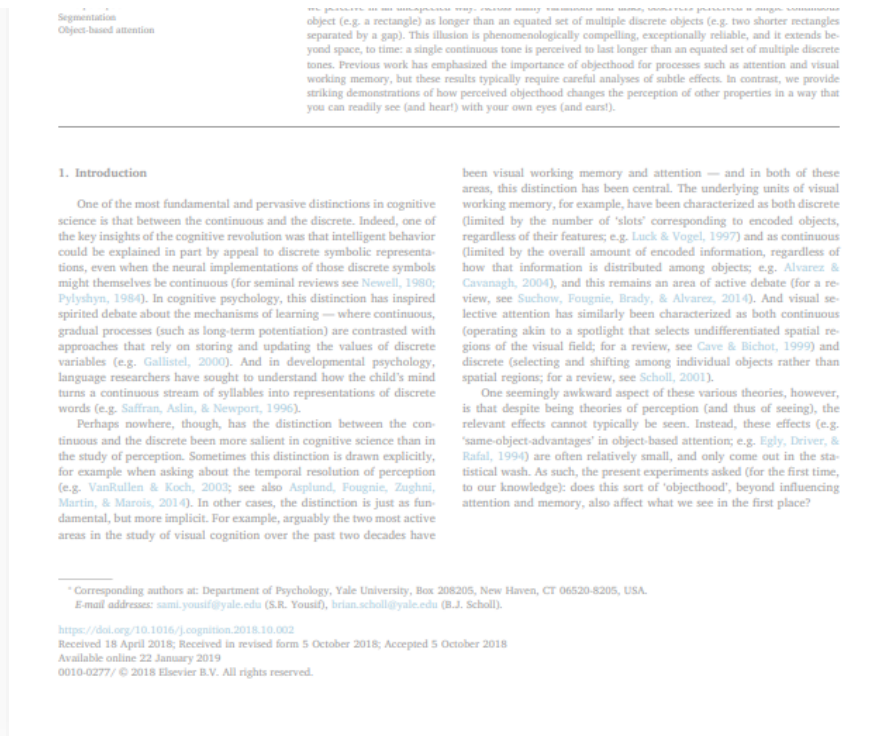 Segmentation
Object-based attention
object (e.g. a rectangle) as longer than an equated set of multiple discrete objects (e.g. two shorter rectangles
separated by a gap). This illusion is phenomenologically compelling, exceptionally reliable, and it extends be-
yond space, to time: a single continuous tone is perceived to last longer than an equated set of multiple discrete
tones. Previous work has emphasized the importance of objecthood for processes such as attention and visual
working memory, but these results typically require careful analyses of subtle effects. In contrast, we provide
striking demonstrations of how perceived objecthood changes the perception of other properties in a way that
you can readily see (and hear!) with your own eyes (and ears!).
1. Introduction
One of the most fundamental and pervasive distinctions in cognitive
science is that between the continuous and the discrete. Indeed, one of
the key insights of the cognitive revolution was that intelligent behavior
could be explained in part by appeal to discrete symbolic representa-
tions, even when the neural implementations of those discrete symbols
might themselves be continuous (for seminal reviews see Newell, 1980;
Pylyshyn, 1984). In cognitive psychology, this distinction has inspired
spirited debate about the mechanisms of learning — where continuous,
gradual processes (such as long-term potentiation) are contrasted with
approaches that rely on storing and updating the values of discrete
variables (e.g. Gallistel, 2000). And in developmental psychology,
language researchers have sought to understand how the child's mind
turns a continuous stream of syllables into representations of discrete
words (e.g. Saffran, Aslin, & Newport, 1996).
Perhaps nowhere, though, has the distinction between the con-
tinuous and the discrete been more salient in cognitive science than in
the study of perception. Sometimes this distinction is drawn explicitly,
for example when asking about the temporal resolution of perception
(e.g. VanRullen & Koch, 2003; see also Asplund, Fougnie, Zughni,
Martin, & Marois, 2014). In other cases, the distinction is just as fun-
damental, but more implicit. For example, arguably the two most active
areas in the study of visual cognition over the past two decades have
been visual working memory and attention — and in both of these
areas, this distinction has been central. The underlying units of visual
working memory, for example, have been characterized as both discrete
(limited by the number of 'slots' corresponding to encoded objects,
regardless of their features; e.g. Luck & Vogel, 1997) and as continuous
(limited by the overall amount of encoded information, regardless of
how that information is distributed among objects; e.g. Alvarez &
Cavanagh, 2004), and this remains an area of active debate (for a re-
view, see Suchow, Fougnie, Brady, & Alvarez, 2014). And visual se-
lective attention has similarly been characterized as both continuous
(operating akin to a spotlight that selects undifferentiated spatial re-
gions of the visual field; for a review, see Cave & Bichot, 1999) and
discrete (selecting and shifting among individual objects rather than
spatial regions; for a review, see Scholl, 2001).
One seemingly awkward aspect of these various theories, however,
is that despite being theories of perception (and thus of seeing), the
relevant effects cannot typically be seen. Instead, these effects (e.g.
'same-object-advantages' in object-based attention; e.g. Egly, Driver, &
Rafal, 1994) are often relatively small, and only come out in the sta-
tistical wash. As such, the present experiments asked (for the first time,
to our knowledge): does this sort of 'objecthood', beyond influencing
attention and memory, also affect what we see in the first place?
* Corresponding authors at: Department of Psychology, Yale University, Box 208205, New Haven, CT 06520-8205, USA.
E-mail addresses: sami.yousif@yale.edu (S.R. Yousif), brian.scholl@yale.edu (B.J. Scholl).
https://doi.org/10.1016/j.cognition.2018.10.002
Received 18 April 2018; Received in revised form 5 October 2018; Accepted 5 October 2018
Available online 22 January 2019
0010-0277/ © 2018 Elsevier B.V. All rights reserved.